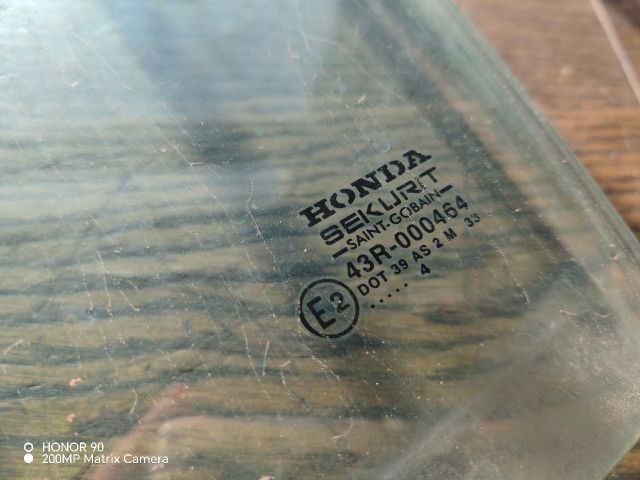 HONDA
SEKURIT
SAINT-GOBAIN
43R-000464
DOT 39 AS 2 M 33
E2
..... 4
HONOR 90
200MP Matrix Camera